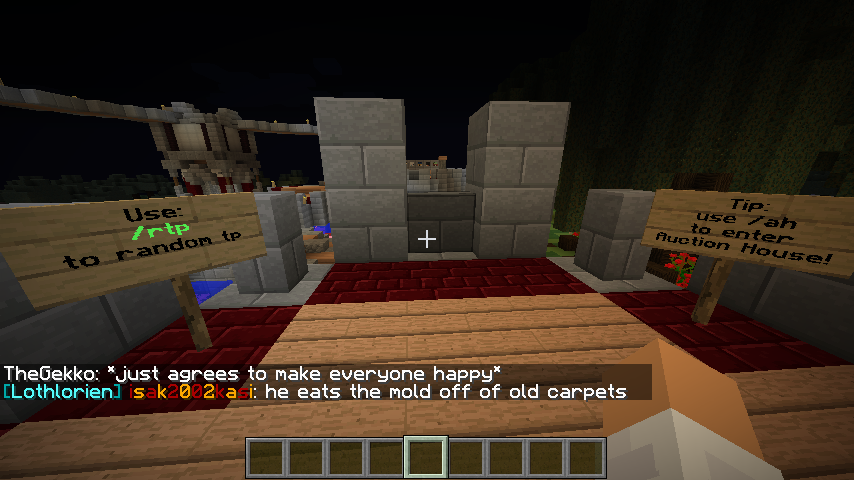 Use:
/rtp
to random tp
Tip:
use /ah
to enter
Auction House!
TheGekko: *just agrees to make everyone happy*
[Lothlorien] isak2002kasi: he eats the mold off of old carpets